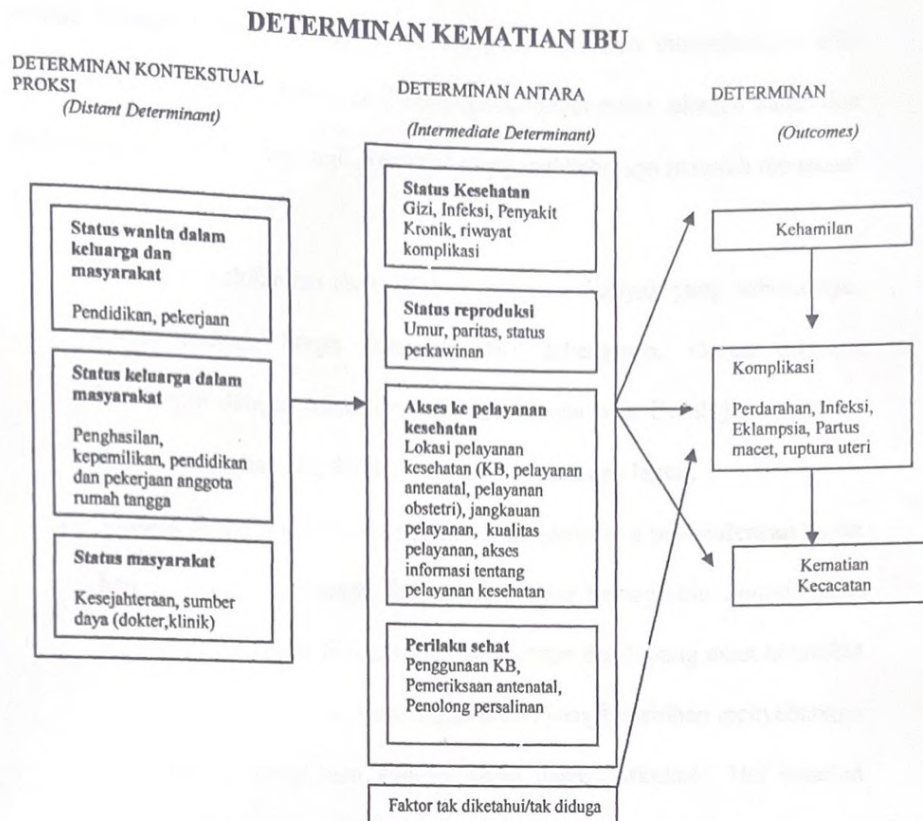 DETERMINAN KEMATIAN IBU
DETERMINAN KONTEKSTUAL
PROKSI
(Distant Determinant)
Status wanita dalam
keluarga dan
masyarakat
Pendidikan, pekerjaan
Status keluarga dalam
masyarakat
Penghasilan,
kepemilikan, pendidikan
dan pekerjaan anggota
rumah tangga
Status masyarakat
Kesejahteraan, sumber
daya (dokter,klinik)
DETERMINAN ANTARA
(Intermediate Determinant)
Status Kesehatan
Gizi, Infeksi, Penyakit
Kronik, riwayat
komplikasi
Status reproduksi
Umur, paritas, status
perkawinan
Akses ke pelayanan
kesehatan
Lokasi pelayanan
kesehatan (KB, pelayanan
antenatal, pelayanan
obstetri), jangkauan
pelayanan, kualitas
pelayanan, akses
informasi tentang
pelayanan kesehatan
Perilaku sehat
Penggunaan KB,
Pemeriksaan antenatal,
Penolong persalinan
Faktor tak diketahui/tak diduga
DETERMINAN
(Outcomes)
Kehamilan
Komplikasi
Perdarahan, Infeksi,
Eklampsia, Partus
macet, ruptura uteri
Kematian
Kecacatan